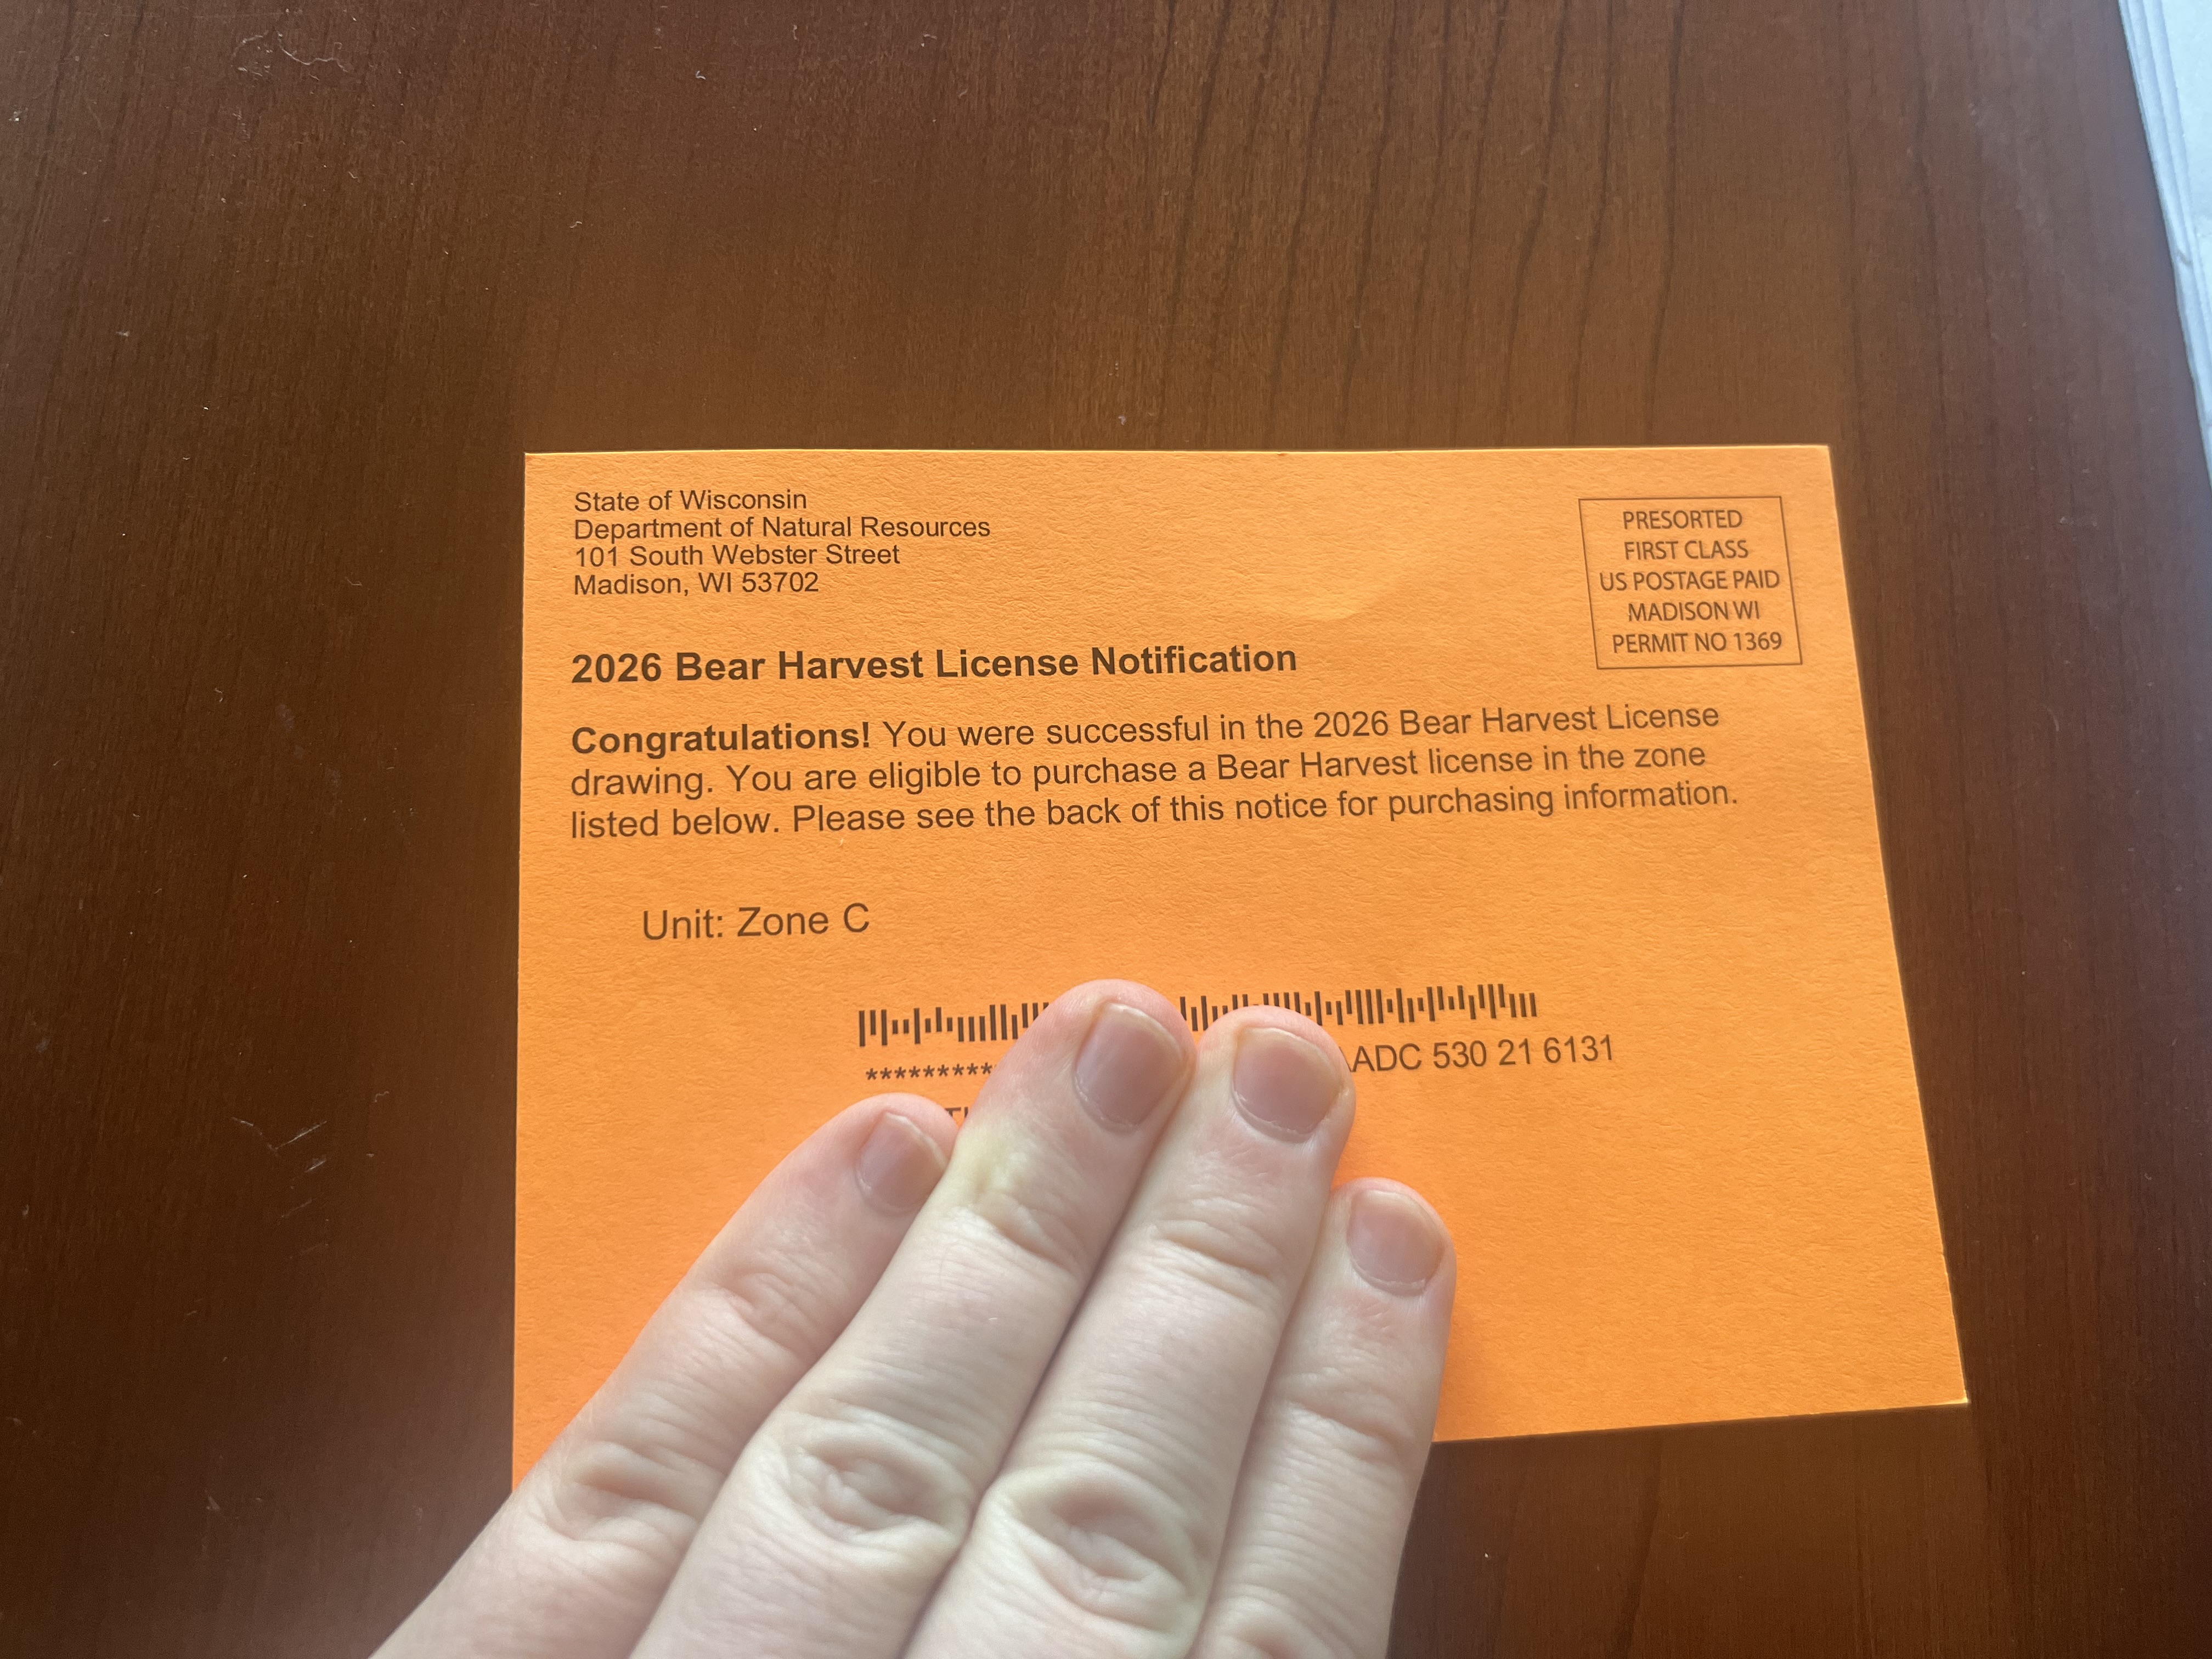 State of Wisconsin
Department of Natural Resources
101 South Webster Street
Madison, WI 53702
PRESORTED
FIRST CLASS
US POSTAGE PAID
MADISON WI
PERMIT NO 1369
2026 Bear Harvest License Notification
Congratulations! You were successful in the 2026 Bear Harvest License
drawing. You are eligible to purchase a Bear Harvest license in the zone
listed below. Please see the back of this notice for purchasing information.
Unit: Zone C
********* AADC 530 21 6131